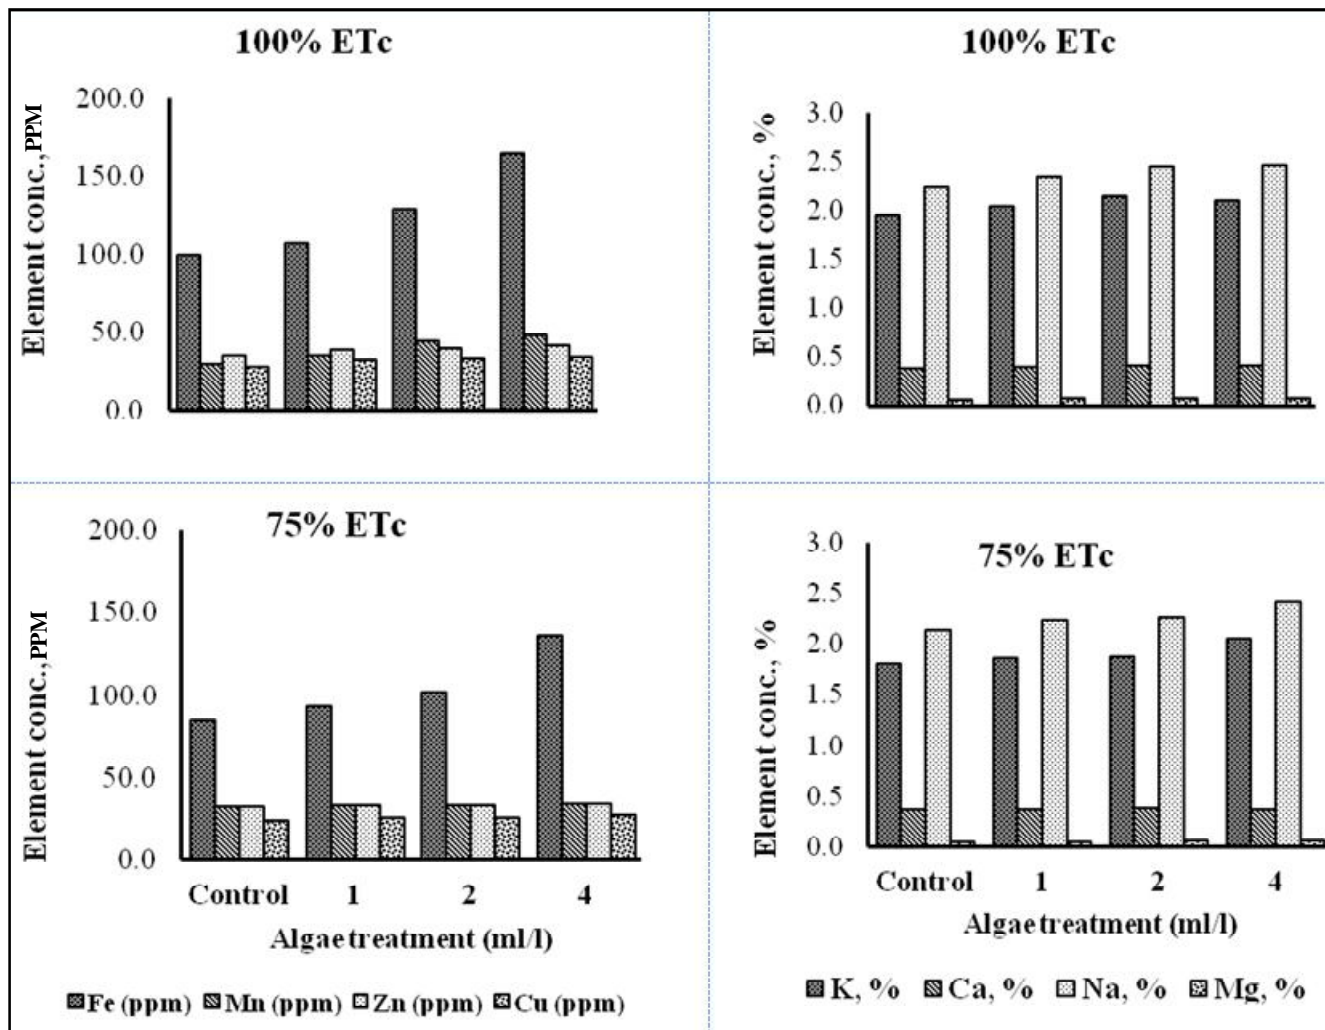 100% ETc
Element conc.,PPM
200.0
150.0
100.0
50.0
0.0
100% ETc
Element conc., %
3.0
2.5
2.0
1.5
1.0
0.5
0.0
75% ETc
Element conc.,PPM
200.0
150.0
100.0
50.0
0.0
Control 1 2 4
Algae treatment (ml/l)
Fe (ppm) Mn (ppm) Zn (ppm) Cu (ppm)
75% ETc
Element conc., %
3.0
2.5
2.0
1.5
1.0
0.5
0.0
Control 1 2 4
Algae treatment (ml/l)
K, % Ca, % Na, % Mg, %